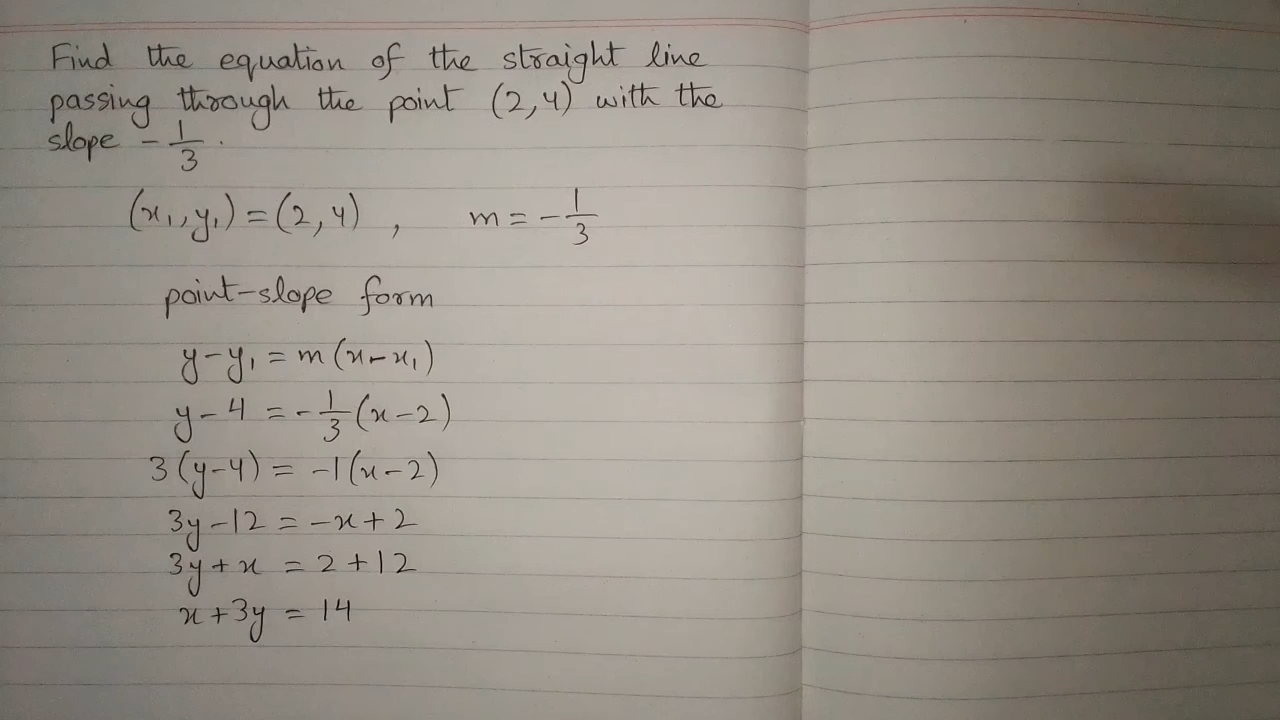 Find the equation of the straight line
passing through the point (2,4) with the
slope -1/3.
(x₁,y₁)=(2,4) , m=-1/3
point-slope form
y-y₁=m(x-x₁)
y-4=-1/3(x-2)
3(y-4)=-1(x-2)
3y-12=-x+2
3y+x=2+12
x+3y=14